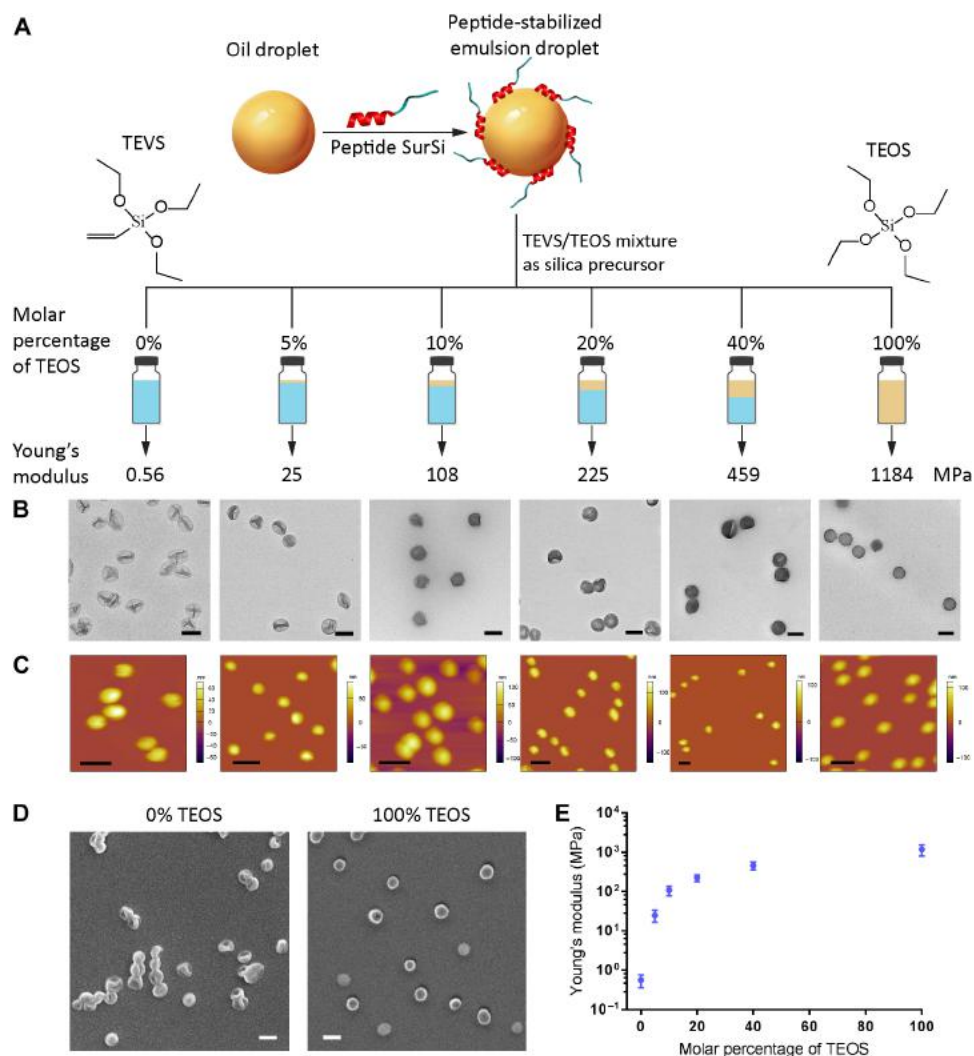 A
Oil droplet
Peptide-stabilized
emulsion droplet
Peptide SurSi
TEVS
TEOS
O
O
Si
O
O
O
Si
O
O
TEVS/TEOS mixture
as silica precursor
Molar
percentage
of TEOS
0% 5% 10% 20% 40% 100%
Young's
modulus
0.56 25 108 225 459 1184 MPa
B
C
D
0% TEOS 100% TEOS
E
Young's modulus (MPa)
10⁴
10³
10²
10¹
10⁰
10⁻¹
0 20 40 60 80 100
Molar percentage of TEOS